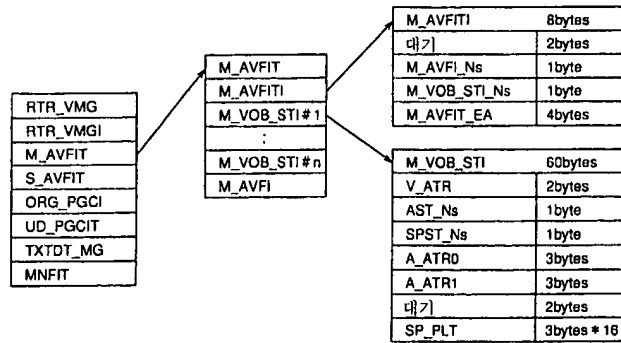 RTR_VMG
RTR_VMGI
M_AVFIT
S_AVFIT
ORG_PGCI
UD_PGCIT
TXTDT_MG
MNFIT
M_AVFIT
M_AVFITI
M_VOB_STI#1
:
M_VOB_STI#n
M_AVFI
M_AVFITI 8bytes
대기 2bytes
M_AVFI_Ns 1byte
M_VOB_STI_Ns 1byte
M_AVFIT_EA 4bytes
M_VOB_STI 60bytes
V_ATR 2bytes
AST_Ns 1byte
SPST_Ns 1byte
A_ATR0 3bytes
A_ATR1 3bytes
대기 2bytes
SP_PLT 3bytes * 16